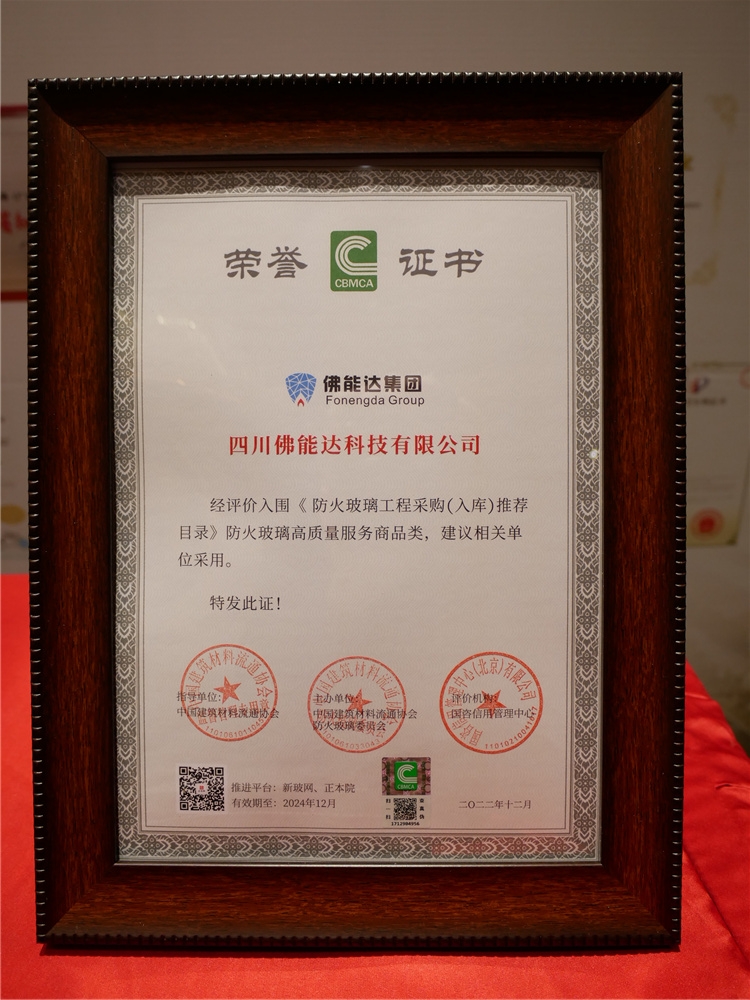 荣誉 CBMCA 证书
佛能达集团
Fonengda Group
四川佛能达科技有限公司
经评价入围《防火玻璃工程采购(入库)推荐
目录》防火玻璃高质量服务商品类，建议相关单
位采用。
特发此证！
指导单位：
中国建筑材料流通协会
主办单位：
中国建筑材料流通协会
防火玻璃委员会
评价机构：
国咨信用管理中心
推进平台：新玻网、正本院
有效期至：2024年12月
CBMCA
1712984956
二〇二二年十二月